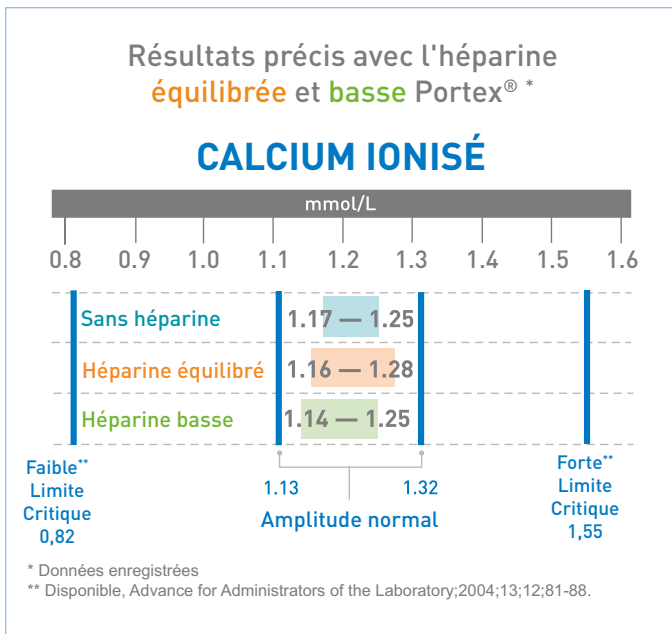 Résultats précis avec l'héparine
équilibrée et basse Portex® *
CALCIUM IONISÉ
mmol/L
0.8 0.9 1.0 1.1 1.2 1.3 1.4 1.5 1.6
Sans héparine 1.17 — 1.25
Héparine équilibré 1.16 — 1.28
Héparine basse 1.14 — 1.25
Faible**
Limite
Critique
0,82
1.13 1.32
Amplitude normal
Forte**
Limite
Critique
1,55
* Données enregistrées
** Disponible, Advance for Administrators of the Laboratory;2004;13;12;81-88.